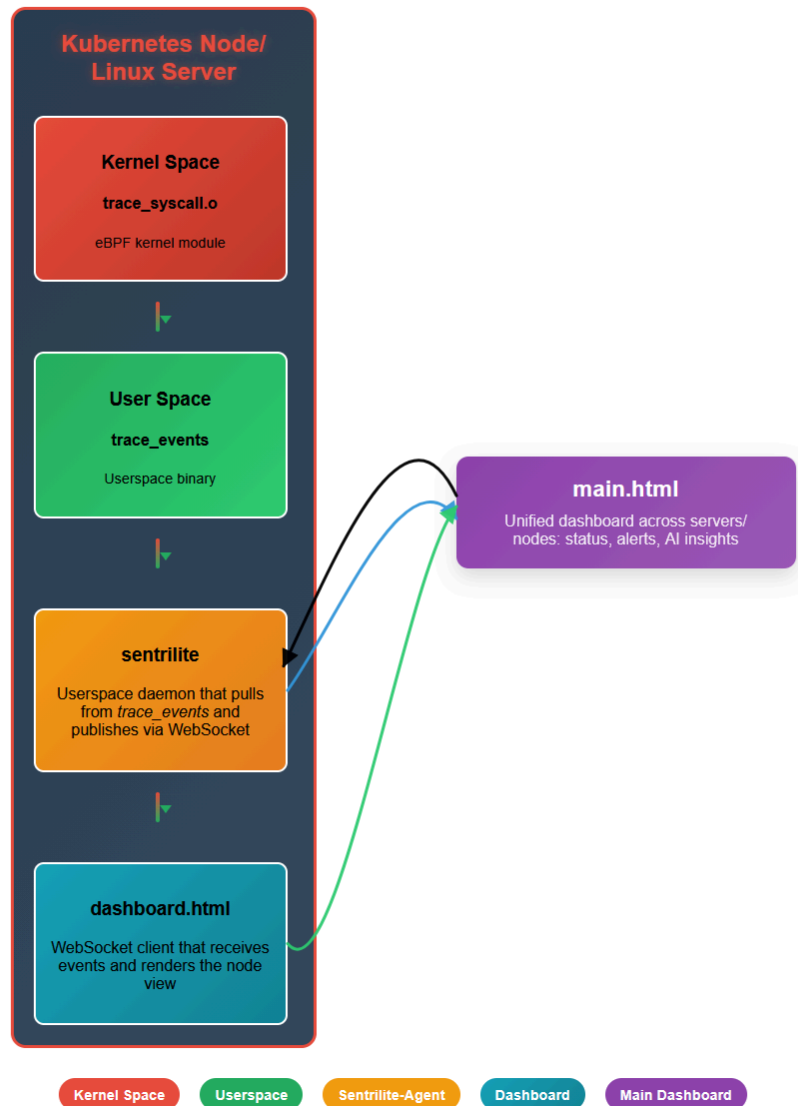 Kubernetes Node/
Linux Server
Kernel Space
trace_syscall.o
eBPF kernel module
User Space
trace_events
Userspace binary
sentrilite
Userspace daemon that pulls
from trace_events and
publishes via WebSocket
dashboard.html
WebSocket client that receives
events and renders the node
view
main.html
Unified dashboard across servers/
nodes: status, alerts, AI insights
Kernel Space
Userspace
Sentrilite-Agent
Dashboard
Main Dashboard